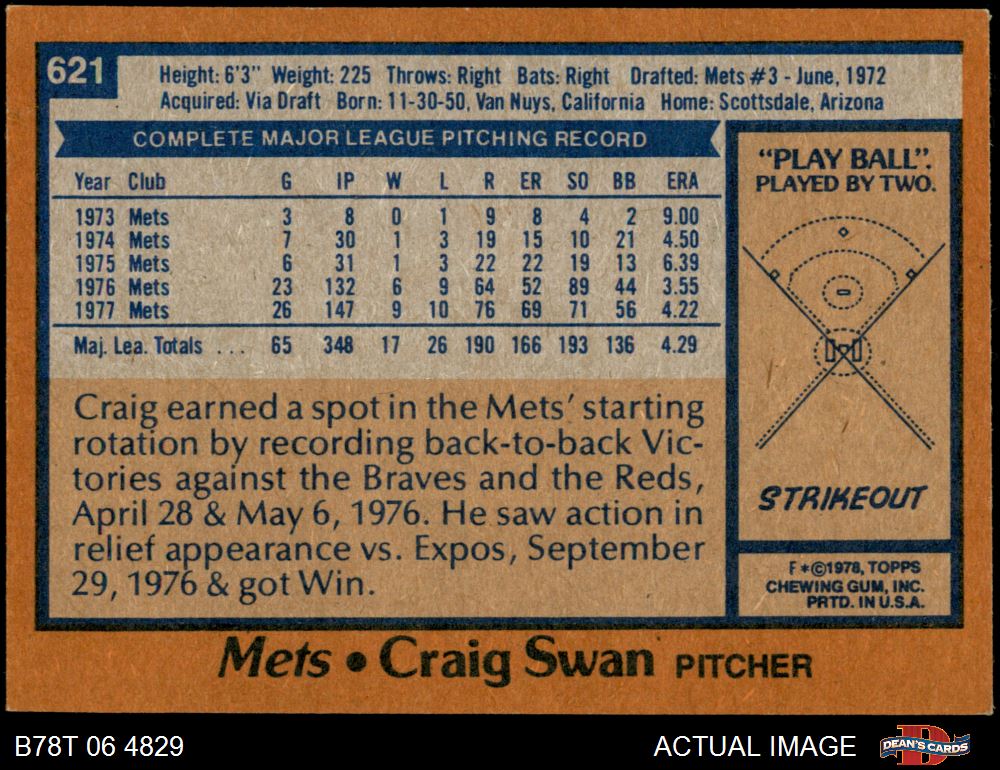 621
Height: 6'3" Weight: 225 Throws: Right Bats: Right Drafted: Mets #3 - June, 1972
Acquired: Via Draft Born: 11-30-50, Van Nuys, California Home: Scottsdale, Arizona
COMPLETE MAJOR LEAGUE PITCHING RECORD
Year Club G IP W L R ER SO BB ERA
1973 Mets 3 8 0 1 9 8 4 2 9.00
1974 Mets 7 30 1 3 19 15 10 21 4.50
1975 Mets 6 31 1 3 22 22 19 13 6.39
1976 Mets 23 132 6 9 64 52 89 44 3.55
1977 Mets 26 147 9 10 76 69 71 56 4.22
Maj. Lea. Totals ... 65 348 17 26 190 166 193 136 4.29
Craig earned a spot in the Mets' starting
rotation by recording back-to-back Vic-
tories against the Braves and the Reds,
April 28 & May 6, 1976. He saw action in
relief appearance vs. Expos, September
29, 1976 & got Win.
"PLAY BALL".
PLAYED BY TWO.
STRIKEOUT
F*©1978, TOPPS
CHEWING GUM, INC.
PRTD. IN U.S.A.
Mets • Craig Swan PITCHER
B78T 06 4829
ACTUAL IMAGE
D
DEAN'S CARDS